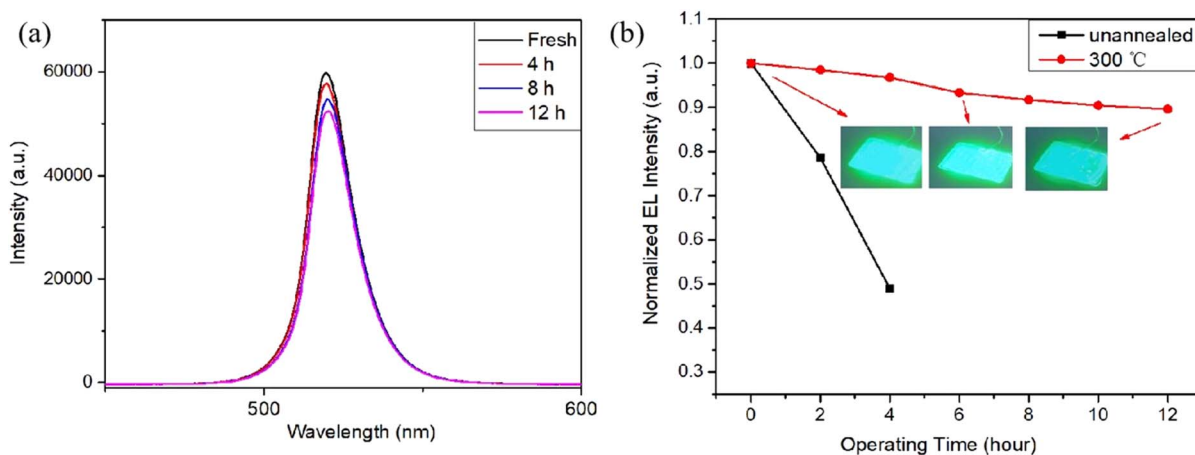 (a)
Fresh
4 h
8 h
12 h
60000
40000
20000
0
Intensity (a.u.)
500
600
Wavelength (nm)
(b)
unannealed
300 ℃
1.1
1.0
0.9
0.8
0.7
0.6
0.5
0.4
0.3
Normalized EL Intensity (a.u.)
0 2 4 6 8 10 12
Operating Time (hour)